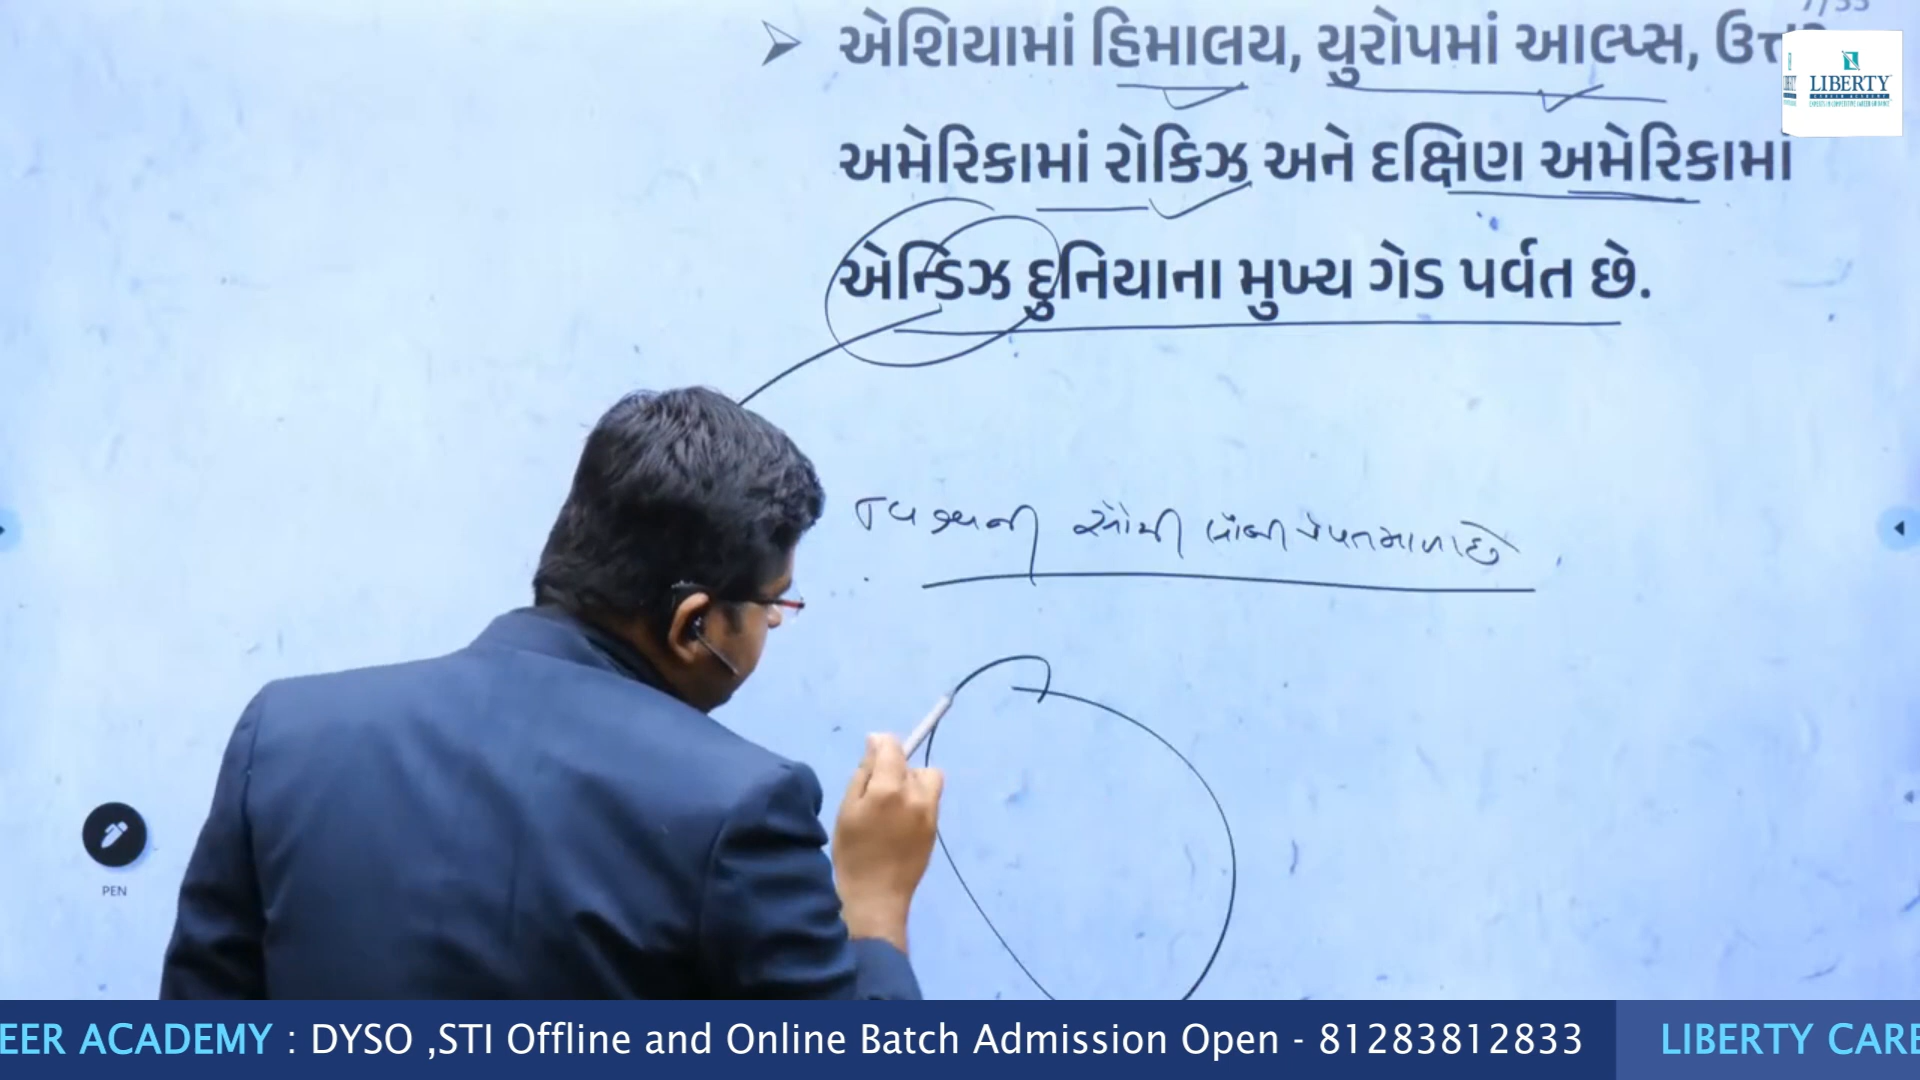 એશિયામાં હિમાલય, યુરોપમાં આલ્પ્સ,
અમેરિકામાં રોકિઝ અને દક્ષિણ અમેરિકામાં
એન્ડિઝ દુનિયાના મુખ્ય ગેડ પર્વત છે.
LIBERTY
PEN
EER ACADEMY : DYSO ,STI Offline and Online Batch Admission Open - 81283812833
LIBERTY CARE